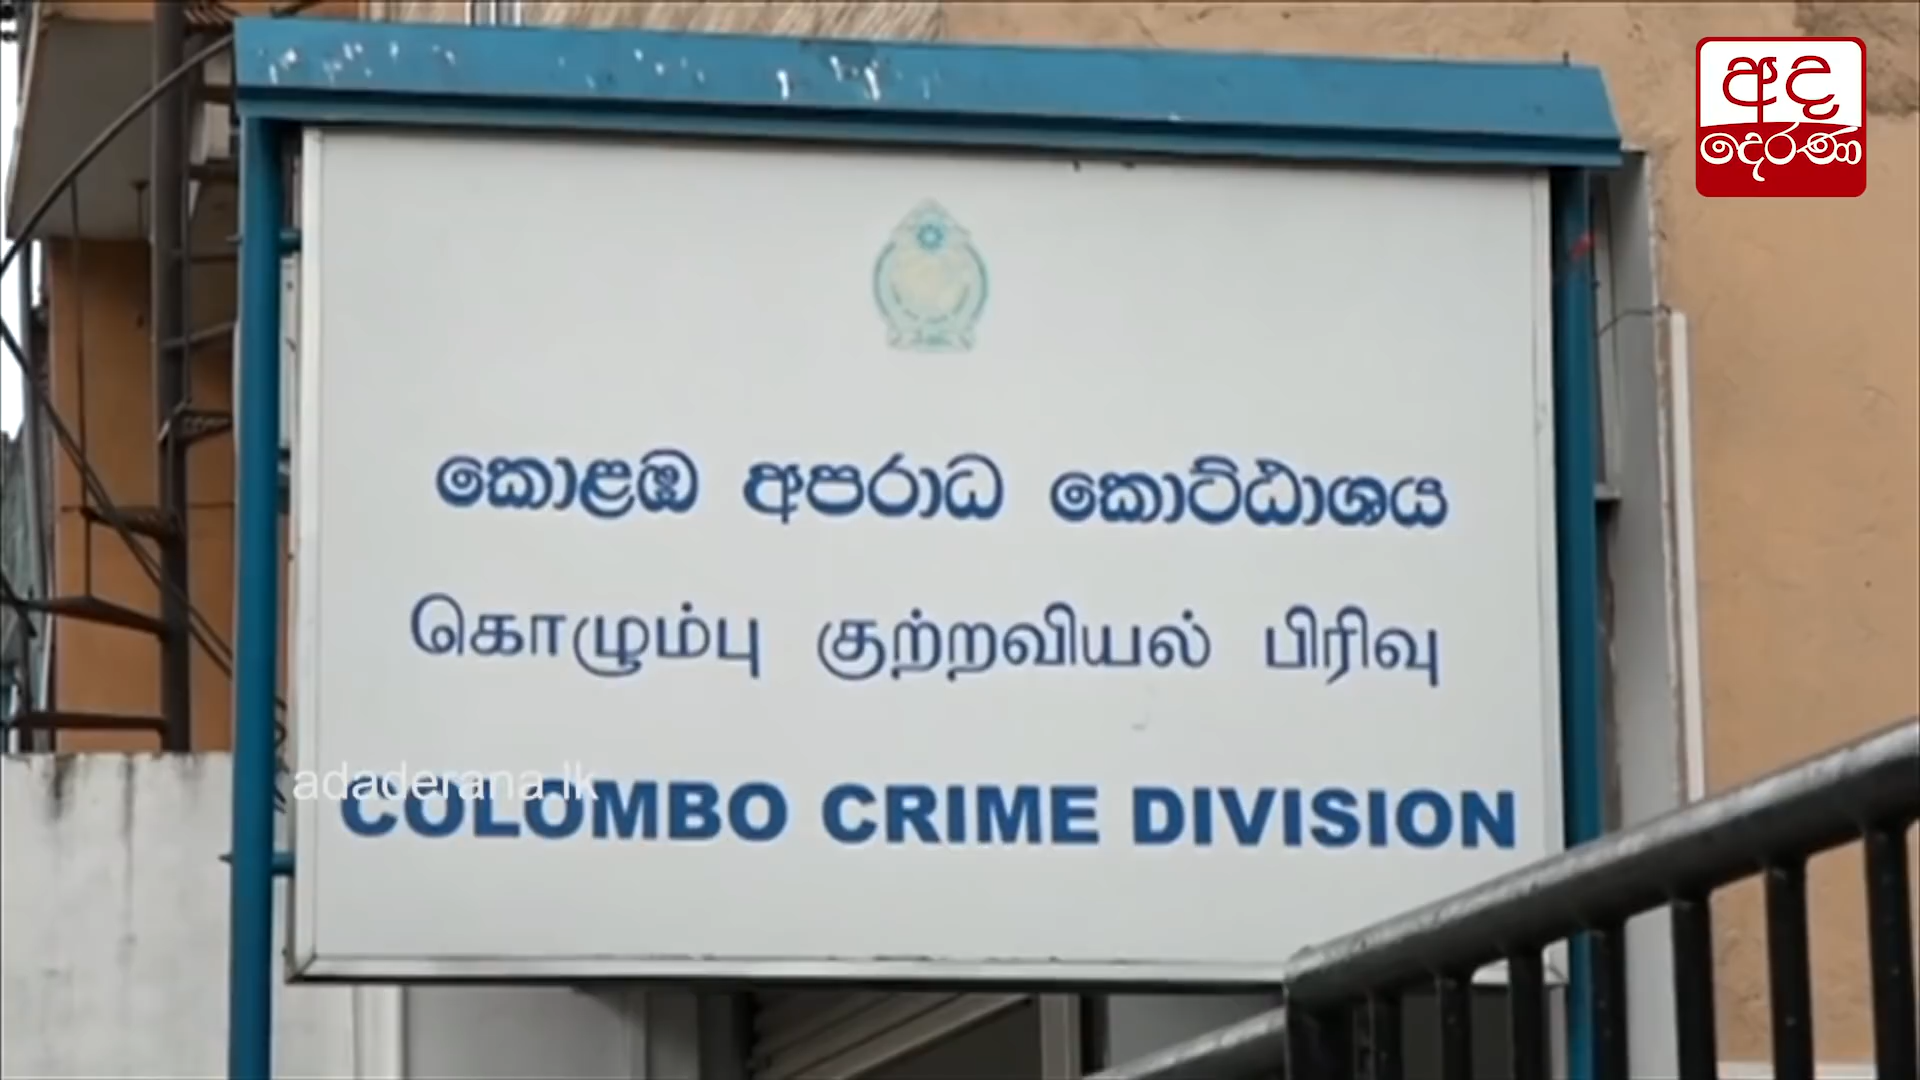 අද
දෙරණ
කොළඹ අපරාධ කොට්ඨාශය
கொழும்பு குற்றவியல் பிரிவு
adaderana.lk
COLOMBO CRIME DIVISION